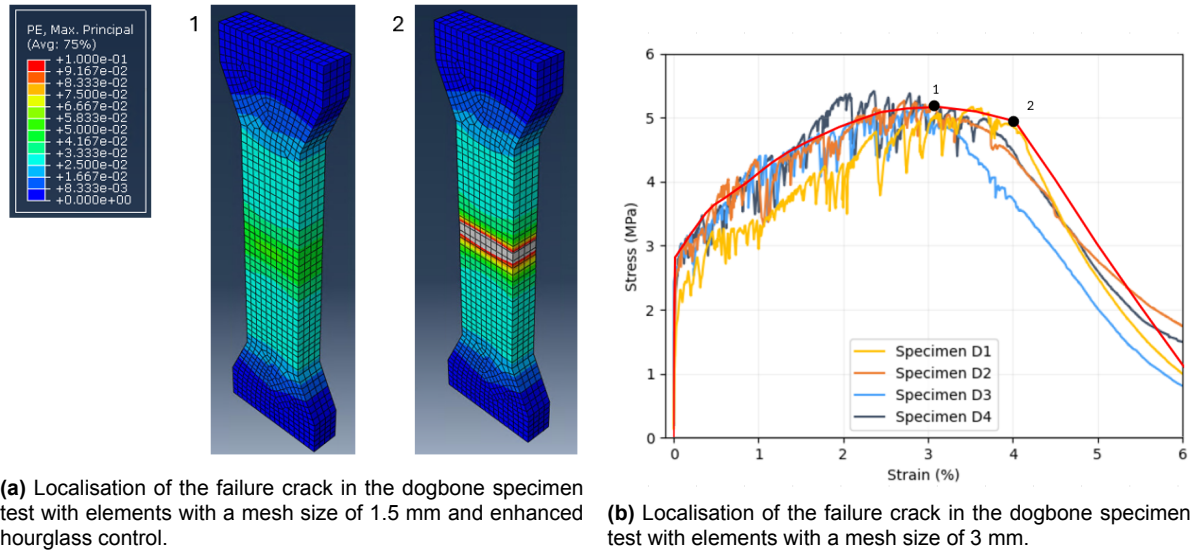 PE, Max. Principal
(Avg: 75%)
+1.000e-01
+9.167e-02
+8.333e-02
+7.500e-02
+6.667e-02
+5.833e-02
+5.000e-02
+4.167e-02
+3.333e-02
+2.500e-02
+1.667e-02
+8.333e-03
+0.000e+00
1
2
(a) Localisation of the failure crack in the dogbone specimen
test with elements with a mesh size of 1.5 mm and enhanced
hourglass control.
6
5
4
3
2
1
0
Stress (MPa)
1
2
Specimen D1
Specimen D2
Specimen D3
Specimen D4
0
1
2
3
4
5
6
Strain (%)
(b) Localisation of the failure crack in the dogbone specimen
test with elements with a mesh size of 3 mm.